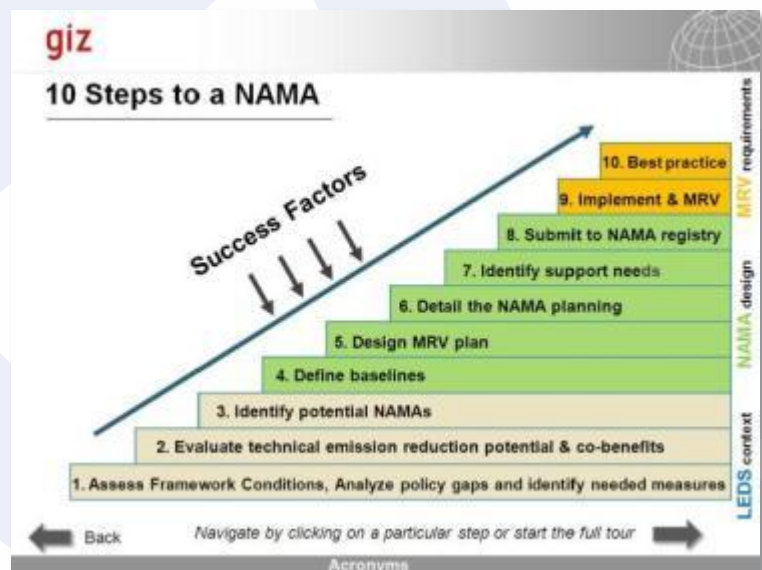 giz
10 Steps to a NAMA
Success Factors
10. Best practice
9. Implement & MRV
8. Submit to NAMA registry
7. Identify support needs
6. Detail the NAMA planning
5. Design MRV plan
4. Define baselines
3. Identify potential NAMAs
2. Evaluate technical emission reduction potential & co-benefits
1. Assess Framework Conditions, Analyze policy gaps and identify needed measures
MRV requirements
NAMA design
LEDS context
Back
Navigate by clicking on a particular step or start the full tour
Acronyms